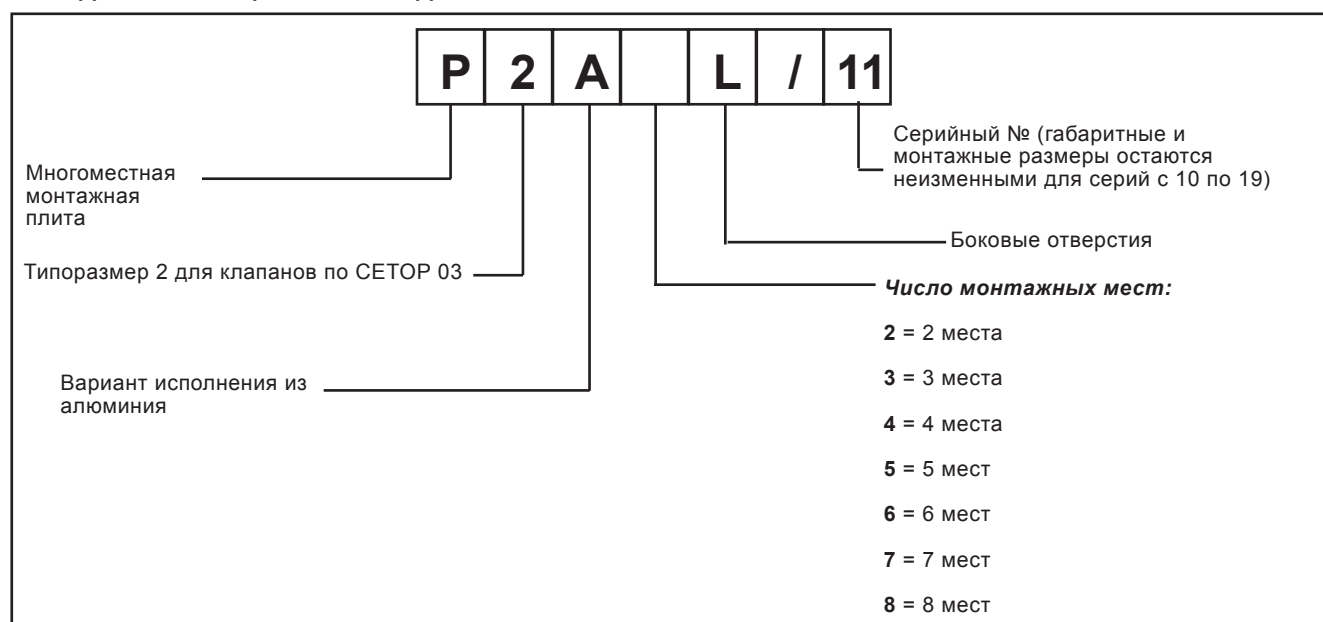 P 2 A L / 11
Серийный № (габаритные и
монтажные размеры остаются
неизменными для серий с 10 по 19)
Многоместная
монтажная
плита
Боковые отверстия
Типоразмер 2 для клапанов по CETOP 03
Число монтажных мест:
2 = 2 места
3 = 3 места
Вариант исполнения из
алюминия
4 = 4 места
5 = 5 мест
6 = 6 мест
7 = 7 мест
8 = 8 мест